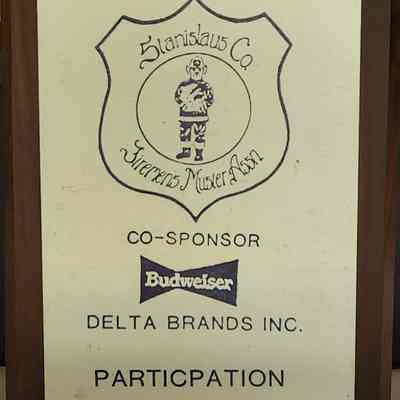 Stanislaus Co.
Firemens Muster Assn
CO-SPONSOR
Budweiser
DELTA BRANDS INC.
PARTICPATION